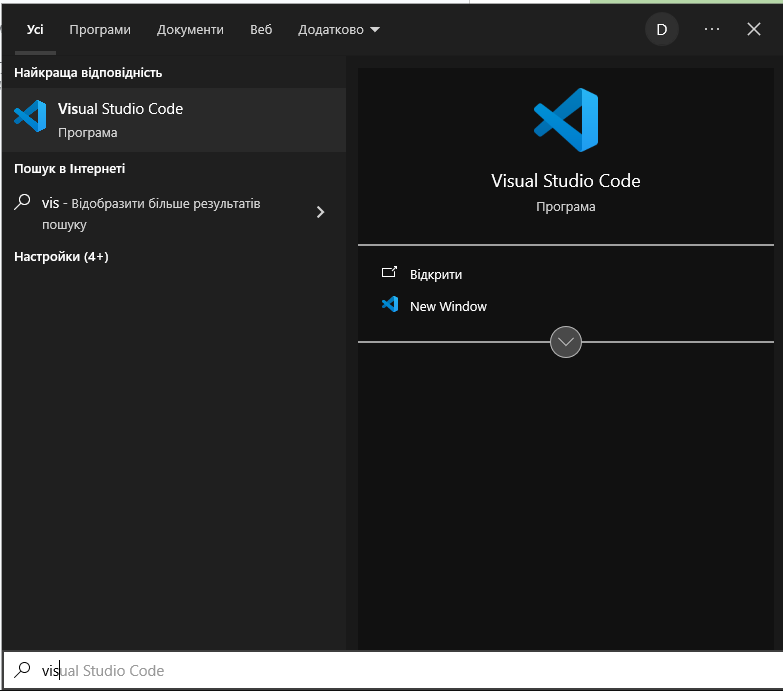 Усі Програми Документи Веб Додатково D ...
Найкраща відповідність
Visual Studio Code
Програма
Пошук в Інтернеті
vis - Відобразити більше результатів
пошуку
Настройки (4+)
Visual Studio Code
Програма
Відкрити
New Window
visual Studio Code